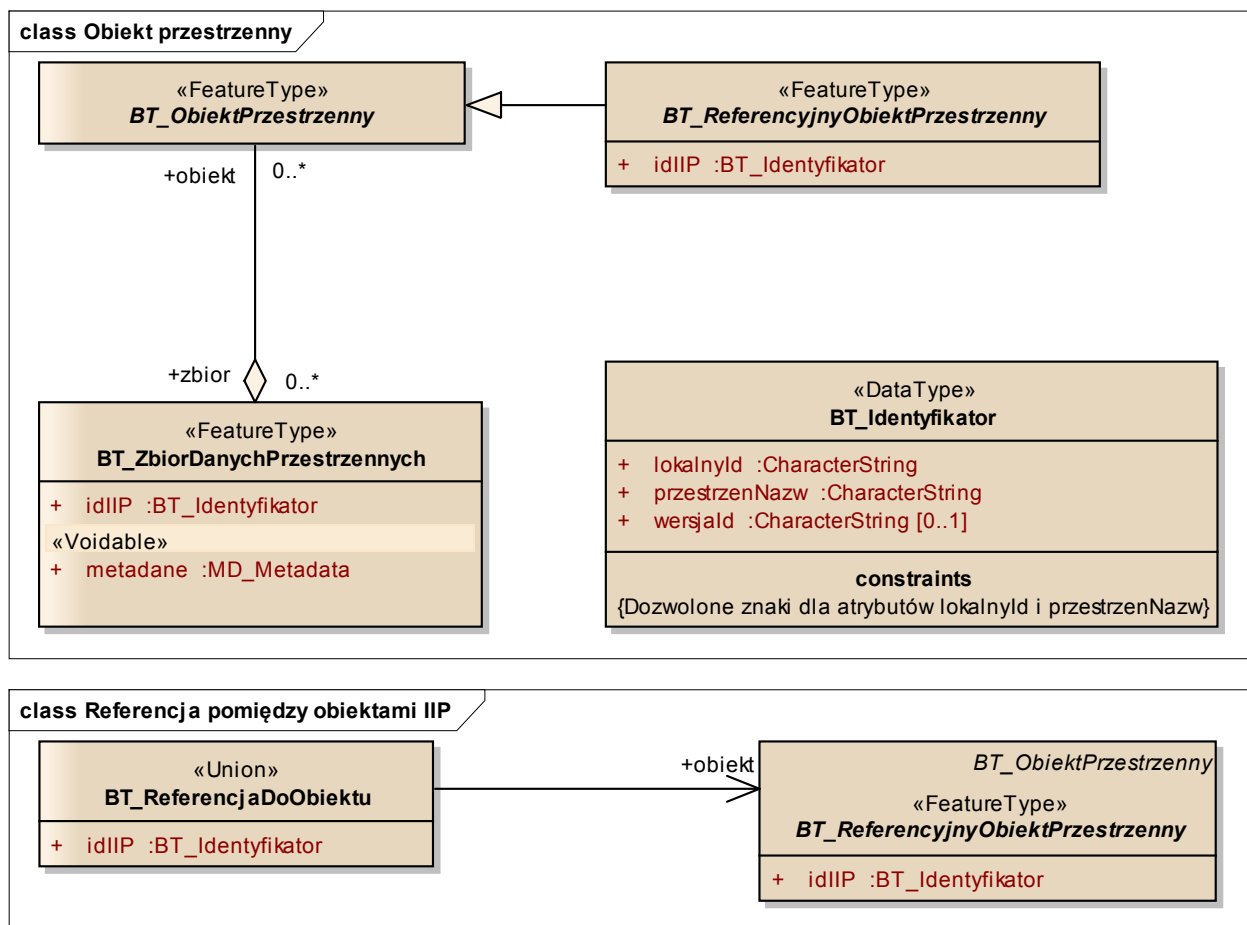 class Obiekt przestrzenny
«FeatureType»
BT_ObiektPrzestrzenny
«FeatureType»
BT_ReferencyjnyObiektPrzestrzenny
+ idIIP :BT_Identyfikator
+obiekt 0..*
+zbior 0..*
«FeatureType»
BT_ZbiorDanychPrzestrzennych
+ idIIP :BT_Identyfikator
«Voidable»
+ metadane :MD_Metadata
«DataType»
BT_Identyfikator
+ lokalnyId :CharacterString
+ przestrzenNazw :CharacterString
+ wersjaId :CharacterString [0..1]
constraints
{Dozwolone znaki dla atrybutów lokalnyId i przestrzenNazw}
class Referencja pomiędzy obiektami IIP
«Union»
BT_ReferencjaDoObiektu
+ idIIP :BT_Identyfikator
+obiekt
BT_ObiektPrzestrzenny
«FeatureType»
BT_ReferencyjnyObiektPrzestrzenny
+ idIIP :BT_Identyfikator